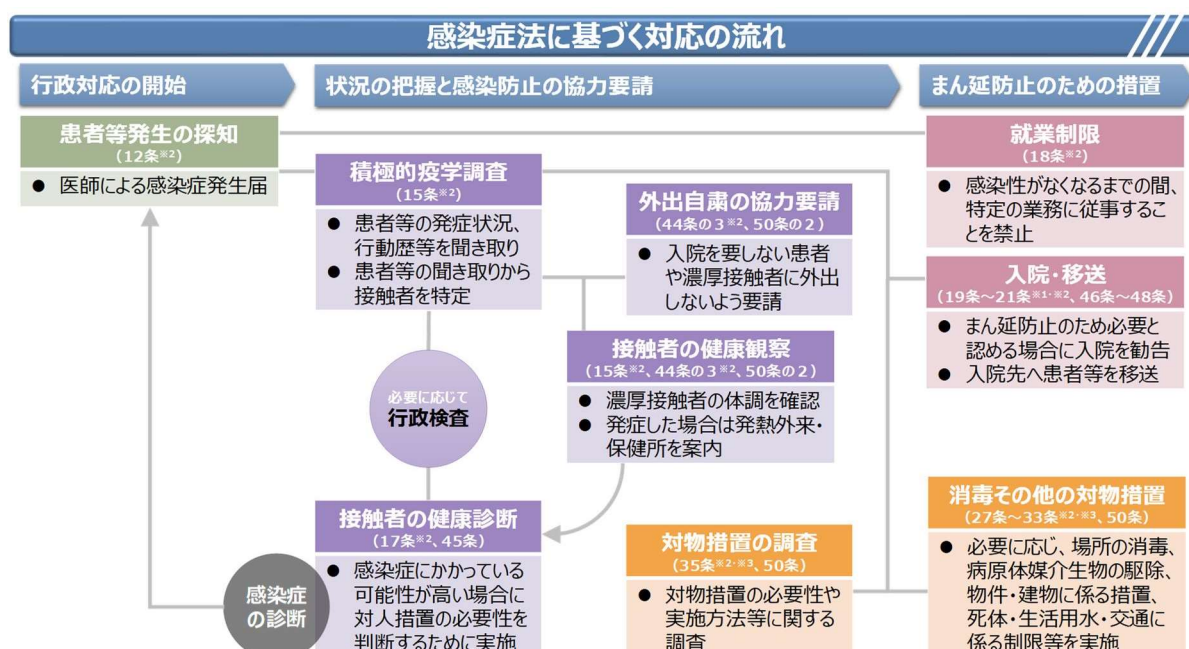 感染症法に基づく対応の流れ
行政対応の開始
状況の把握と感染防止の協力要請
まん延防止のための措置
患者等発生の探知
(12条※2)
● 医師による感染症発生届
積極的疫学調査
(15条※2)
● 患者等の発症状況、
行動歴等を聞き取り
● 患者等の聞き取りから
接触者を特定
外出自粛の協力要請
(44条の3※2、50条の2)
● 入院を要しない患者
や濃厚接触者に外出
しないよう要請
接触者の健康観察
(15条※2、44条の3※2、50条の2)
● 濃厚接触者の体調を確認
● 発症した場合は発熱外来・
保健所を案内
必要に応じて
行政検査
接触者の健康診断
(17条※2、45条)
● 感染症にかかっている
可能性が高い場合に
対人措置の必要性を
判断するために実施
感染症
の診断
対物措置の調査
(35条※2・※3、50条)
● 対物措置の必要性や
実施方法等に関する
調査
就業制限
(18条※2)
● 感染性がなくなるまでの間、
特定の業務に従事するこ
とを禁止
入院・移送
(19条～21条※1・※2、46条～48条)
● まん延防止のため必要と
認める場合に入院を勧告
● 入院先へ患者等を移送
消毒その他の対物措置
(27条～33条※2・※3、50条)
● 必要に応じ、場所の消毒、
病原体媒介生物の駆除、
物件・建物に係る措置、
死体・生活用水・交通に
係る制限等を実施